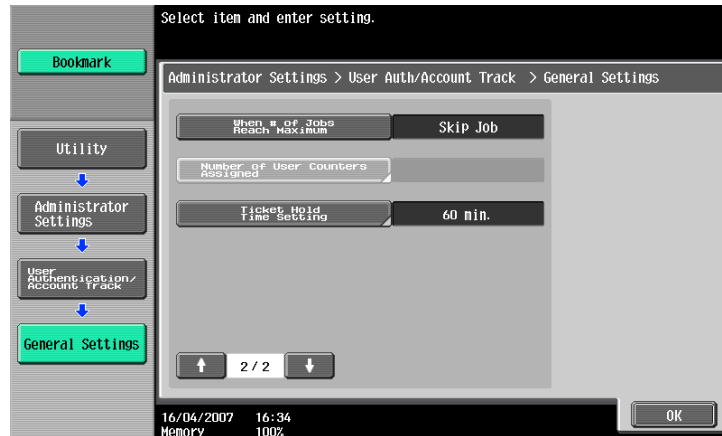 Select item and enter setting.
Bookmark
Administrator Settings > User Auth/Account Track > General Settings
When # of Jobs
Reach Maximum
Skip Job
Utility
Number of User Counters
Assigned
Administrator
Settings
Ticket Hold
Time Setting
60 min.
User
Authentication/
Account Track
General Settings
2/2
OK
16/04/2007 16:34
Memory 100%